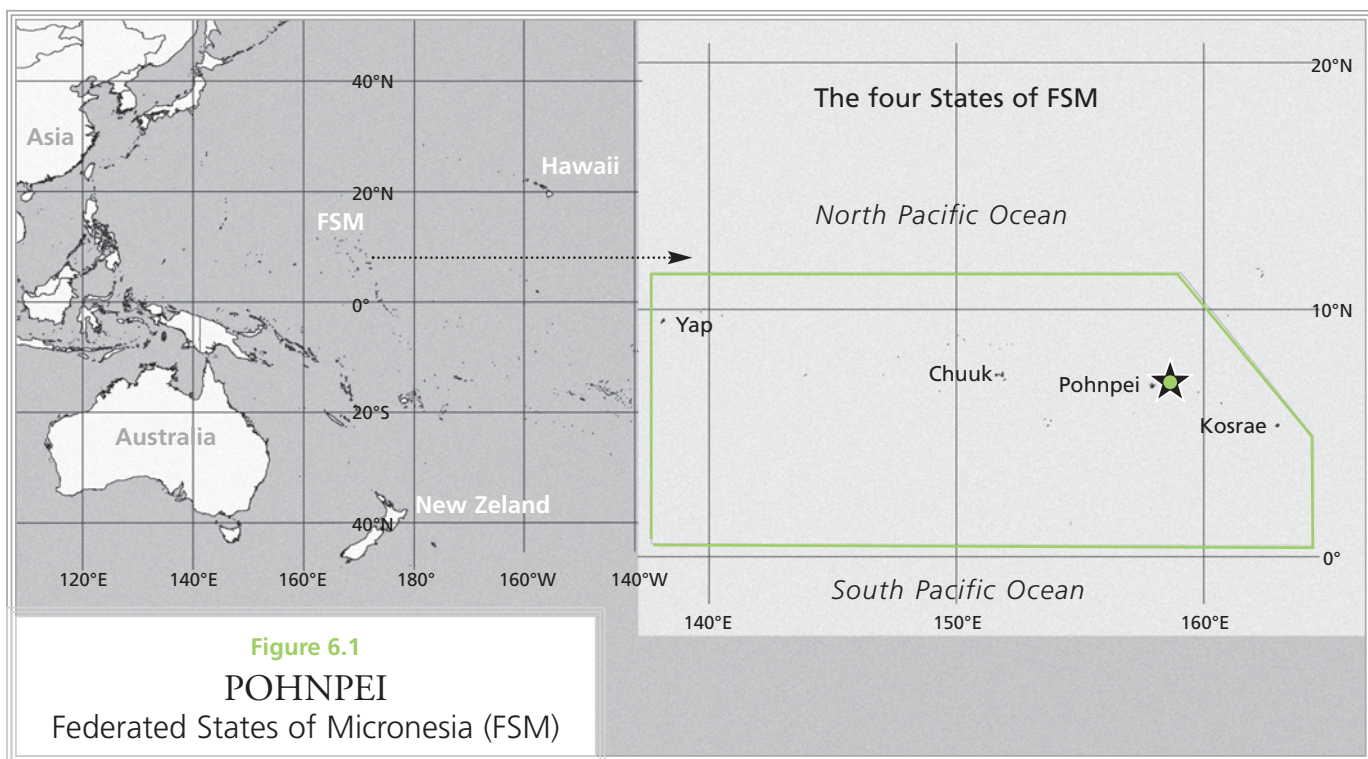 40°N
Asia
Hawaii
20°N
FSM
0°
20°S
Australia
New Zeland
40°N
120°E 140°E 160°E 180° 160°W 140°W
20°N
The four States of FSM
North Pacific Ocean
10°N
Yap
Chuuk
Pohnpei
Kosrae
0°
South Pacific Ocean
140°E 150°E 160°E
Figure 6.1
POHNPEI
Federated States of Micronesia (FSM)